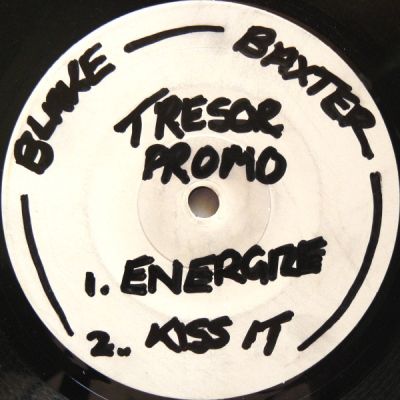 BLAKE — BAXTER
TRESOR
PROMO
1. ENERGIZE
2.. KISS IT